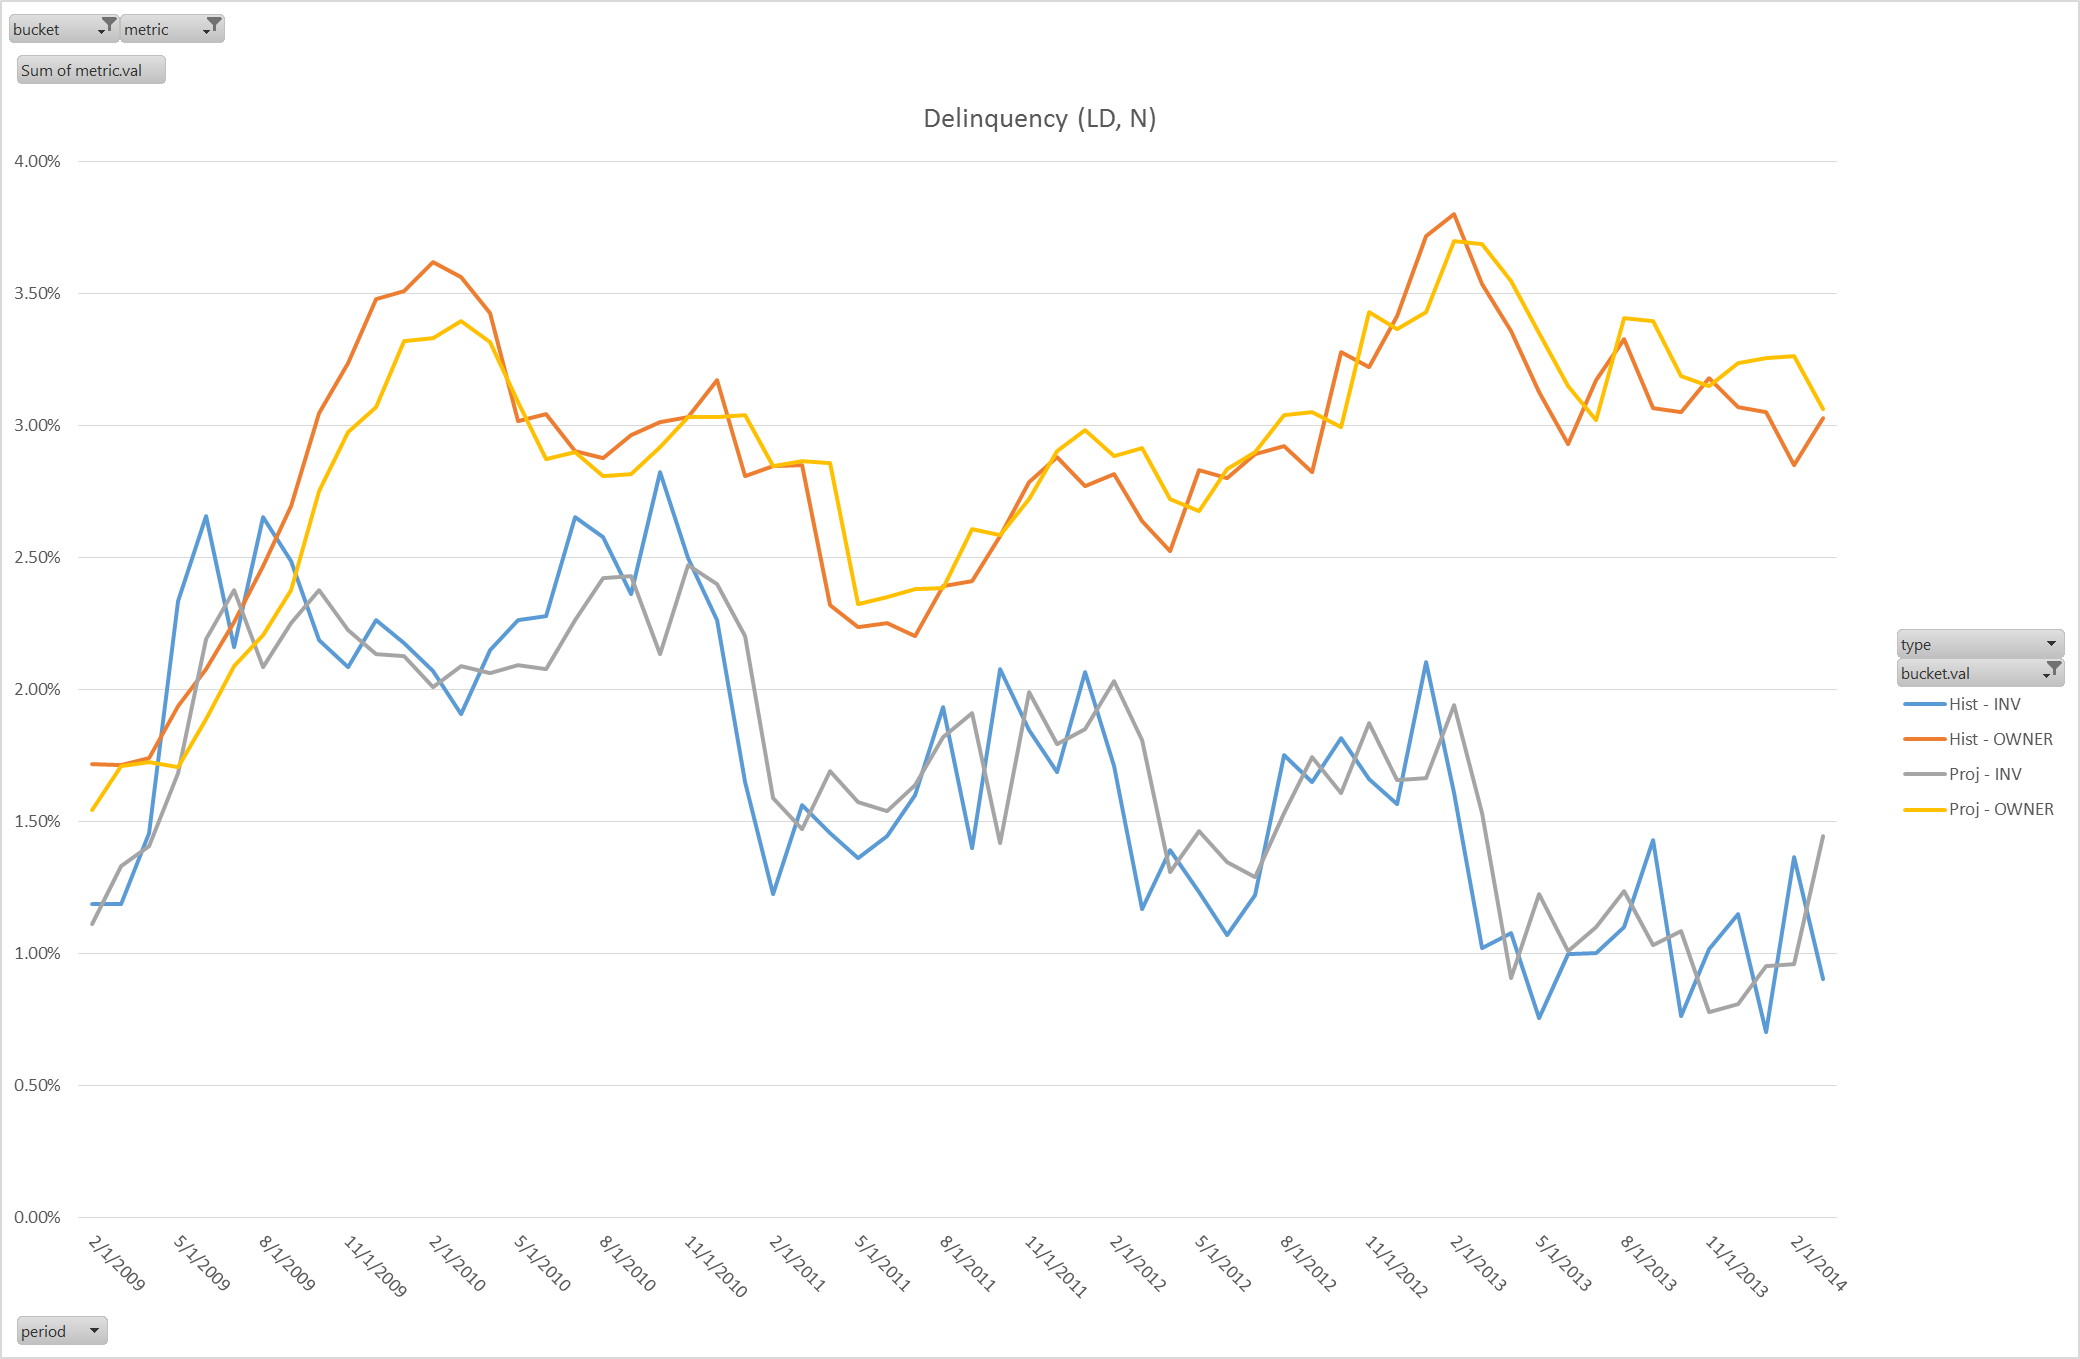 bucket metric
Sum of metric.val
Delinquency (LD, N)
4.00%
3.50%
3.00%
2.50%
2.00%
1.50%
1.00%
0.50%
0.00%
2/1/2009 5/1/2009 8/1/2009 11/1/2009 2/1/2010 5/1/2010 8/1/2010 11/1/2010 2/1/2011 5/1/2011 8/1/2011 11/1/2011 2/1/2012 5/1/2012 8/1/2012 11/1/2012 2/1/2013 5/1/2013 8/1/2013 11/1/2013 2/1/2014
type
bucket.val
Hist - INV
Hist - OWNER
Proj - INV
Proj - OWNER
period